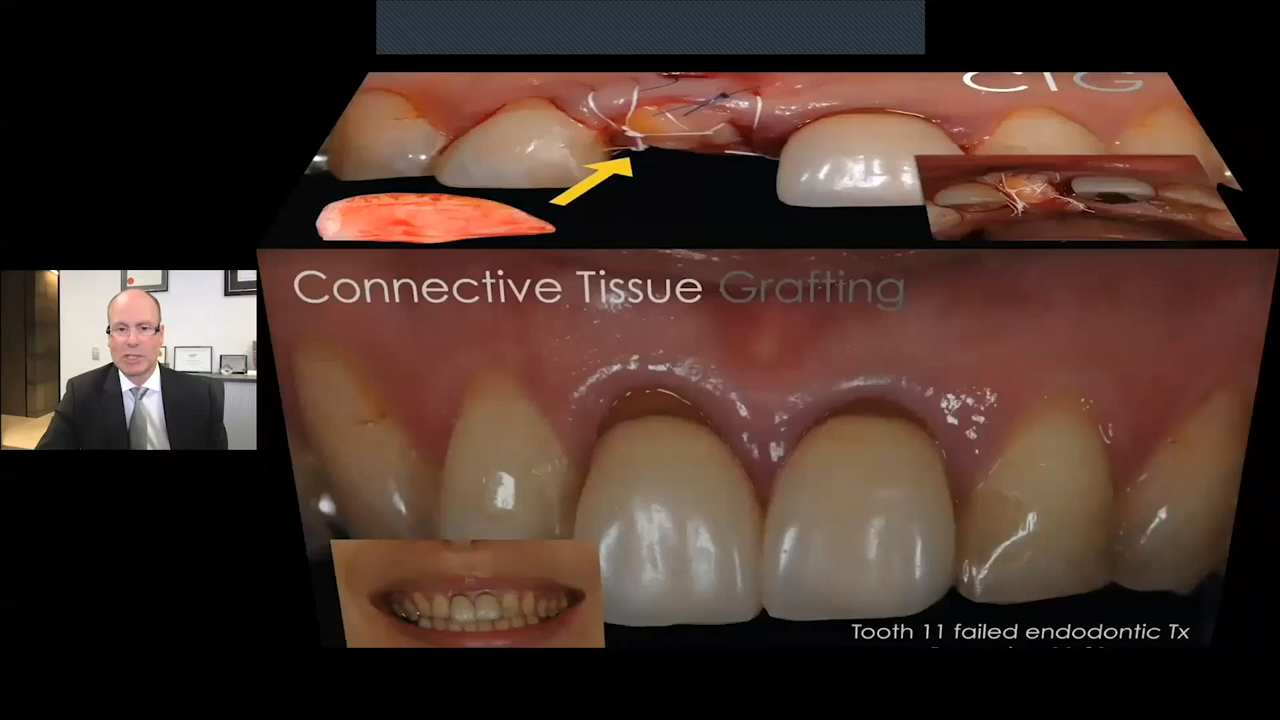 CTG
Connective Tissue Grafting
Tooth 11 failed endodontic Tx